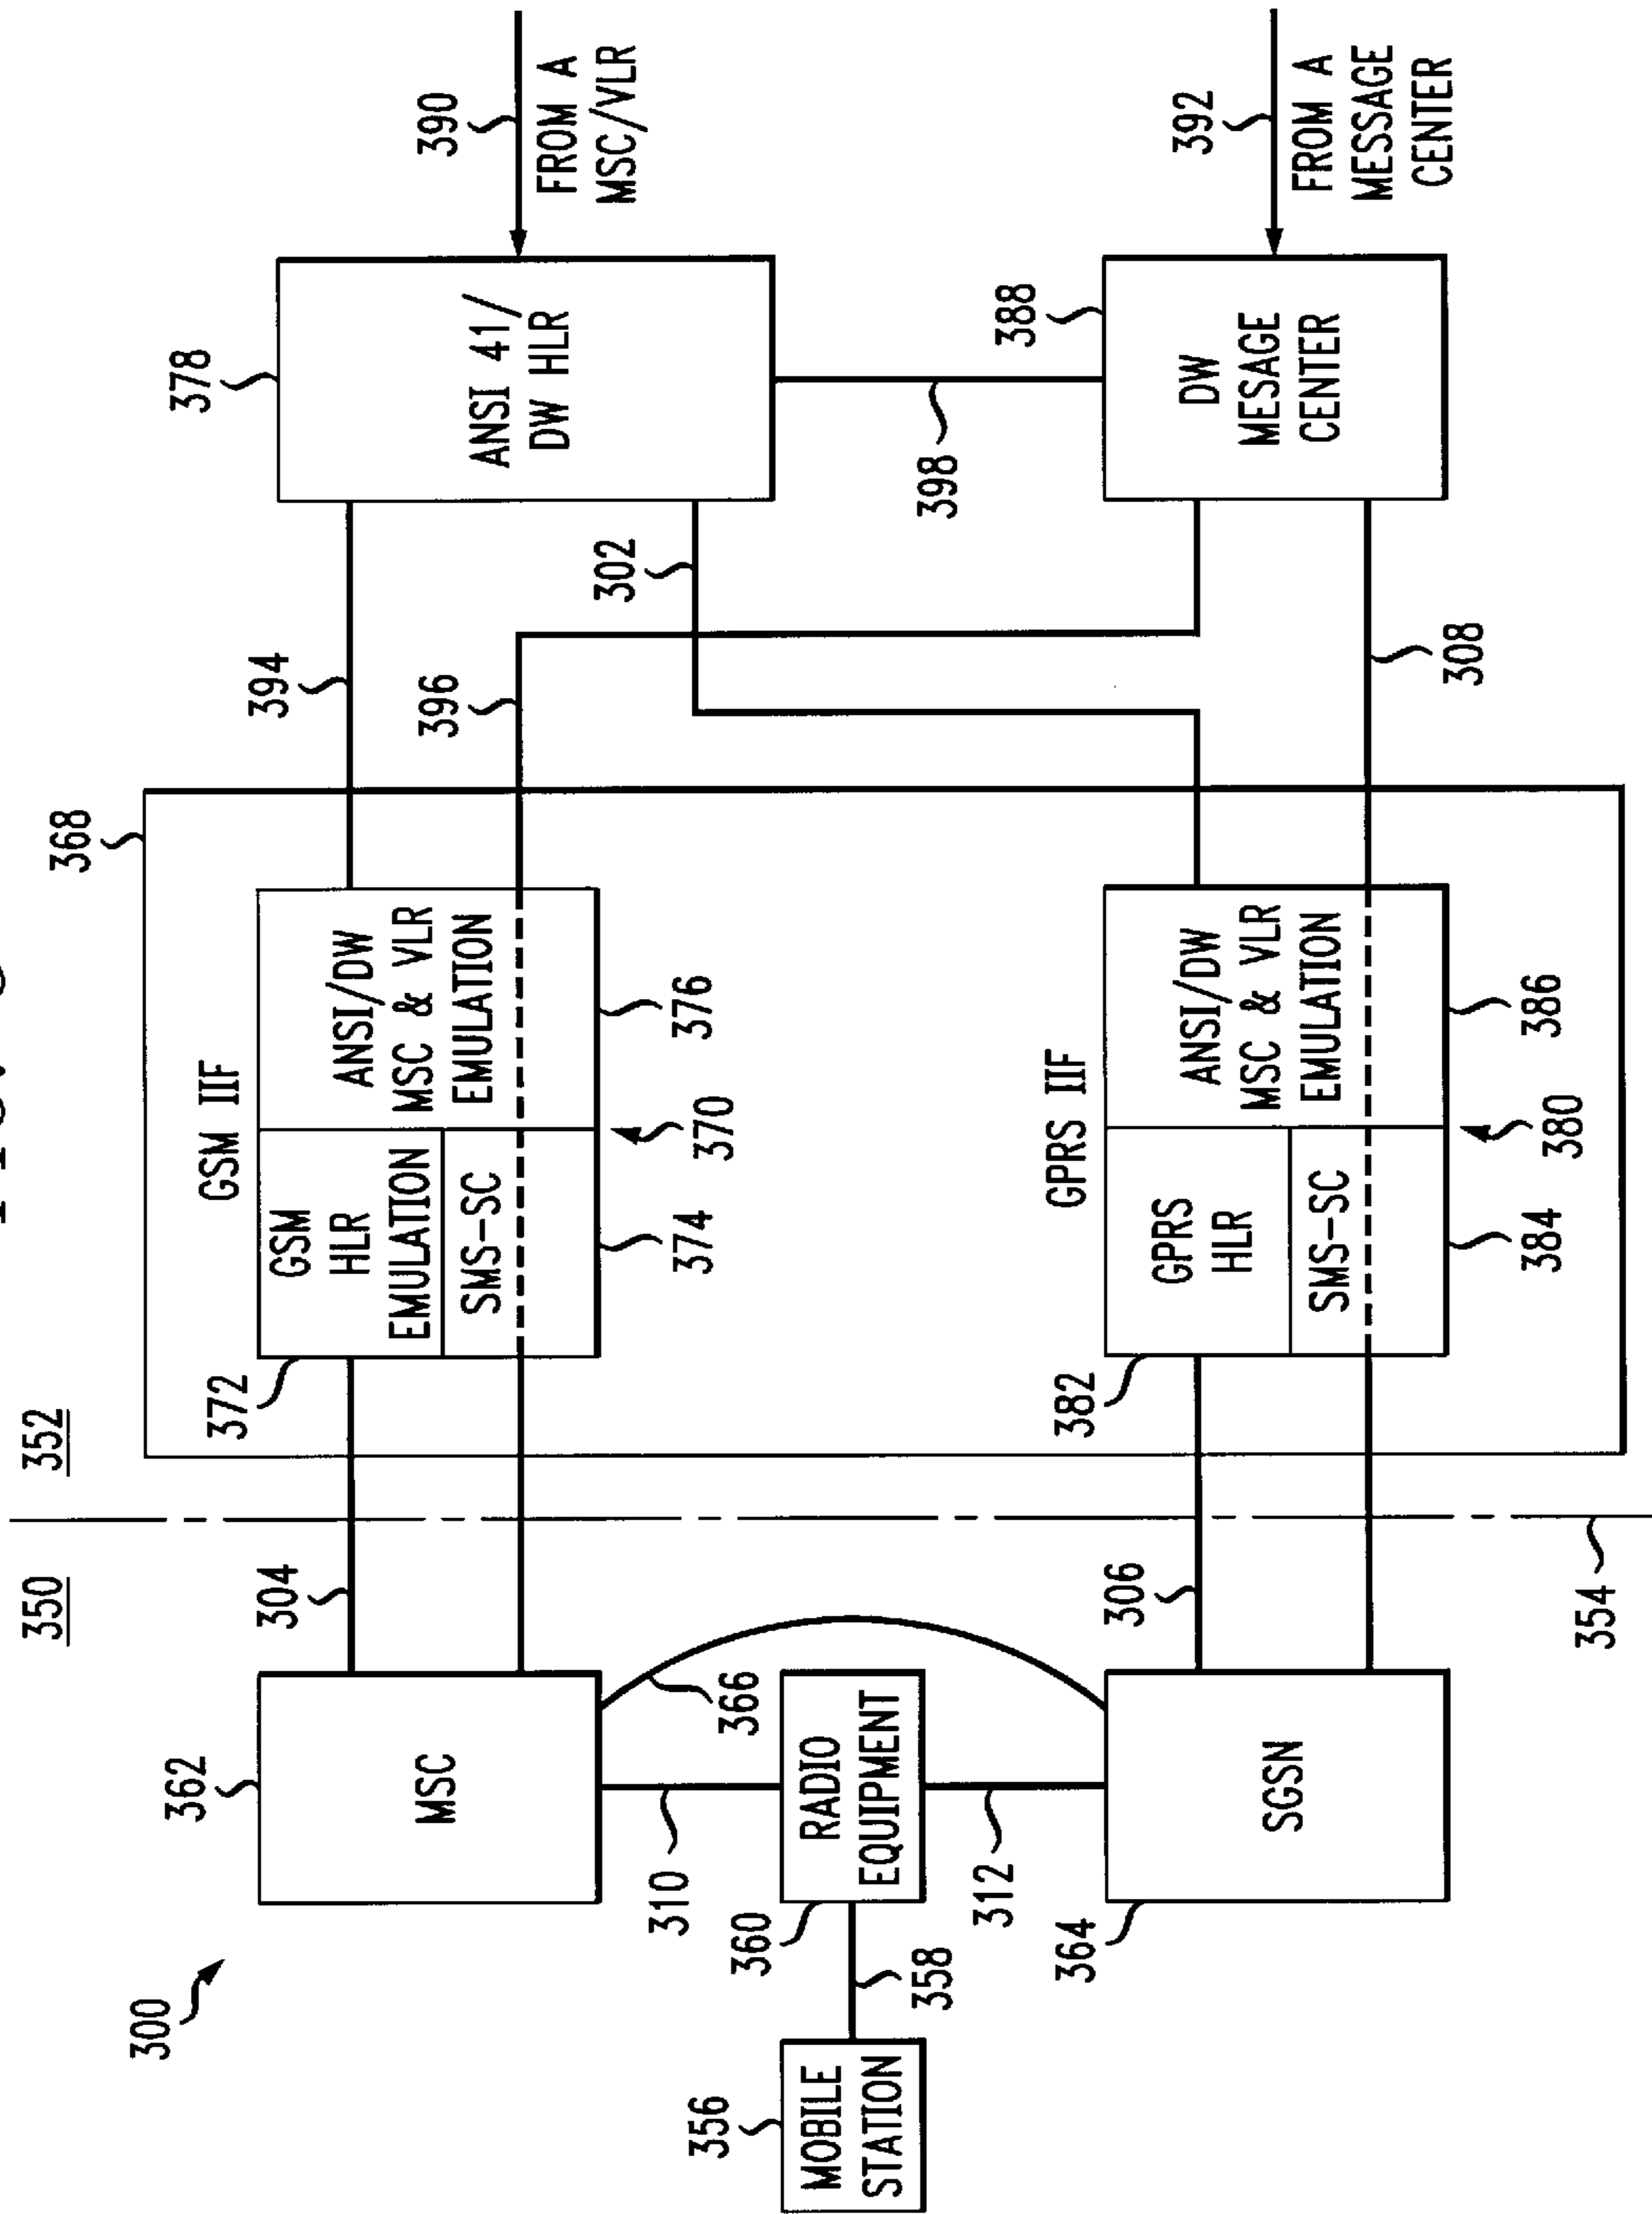 300
350
352
354
368
356
MOBILE
STATION
358
360
RADIO
EQUIPMENT
310
312
366
362
MSC
364
SGSN
304
306
GSM IIF
372
GSM
HLR
EMULATION
SMS-SC
374
ANSI/DW
MSC & VLR
EMULATION
376
370
GPRS IIF
382
GPRS
HLR
SMS-SC
384
ANSI/DW
MSC & VLR
EMULATION
386
380
394
396
302
308
378
ANSI 41/
DW HLR
398
388
DW
MESAGE
CENTER
390
FROM A
MSC/VLR
392
FROM A
MESSAGE
CENTER